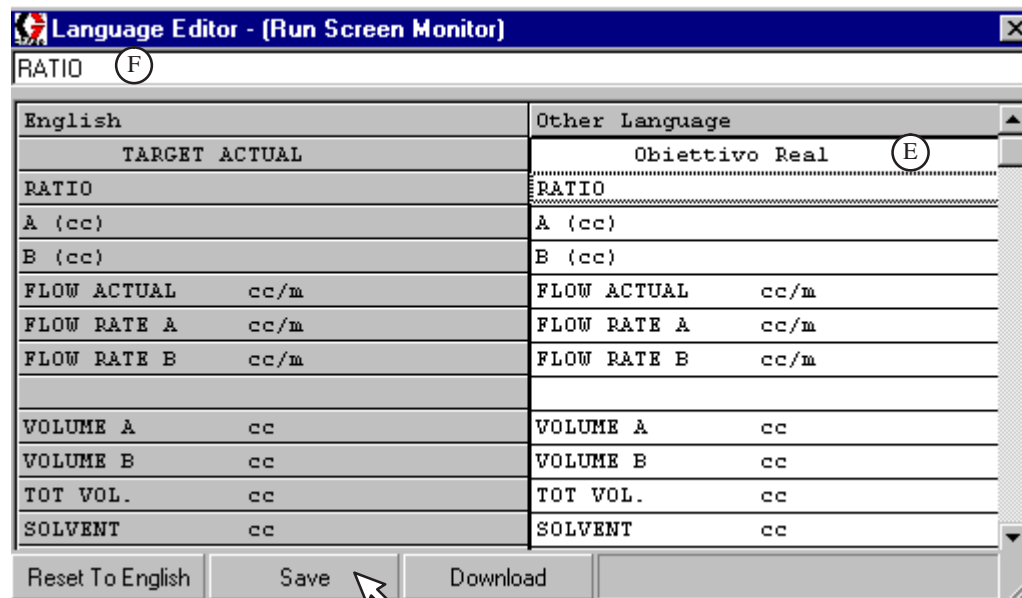 Language Editor - (Run Screen Monitor)
RATIO F
English Other Language
TARGET ACTUAL Obiettivo Real E
RATIO RATIO
A (cc) A (cc)
B (cc) B (cc)
FLOW ACTUAL cc/m FLOW ACTUAL cc/m
FLOW RATE A cc/m FLOW RATE A cc/m
FLOW RATE B cc/m FLOW RATE B cc/m
VOLUME A cc VOLUME A cc
VOLUME B cc VOLUME B cc
TOT VOL. cc TOT VOL. cc
SOLVENT cc SOLVENT cc
Reset To English Save Download